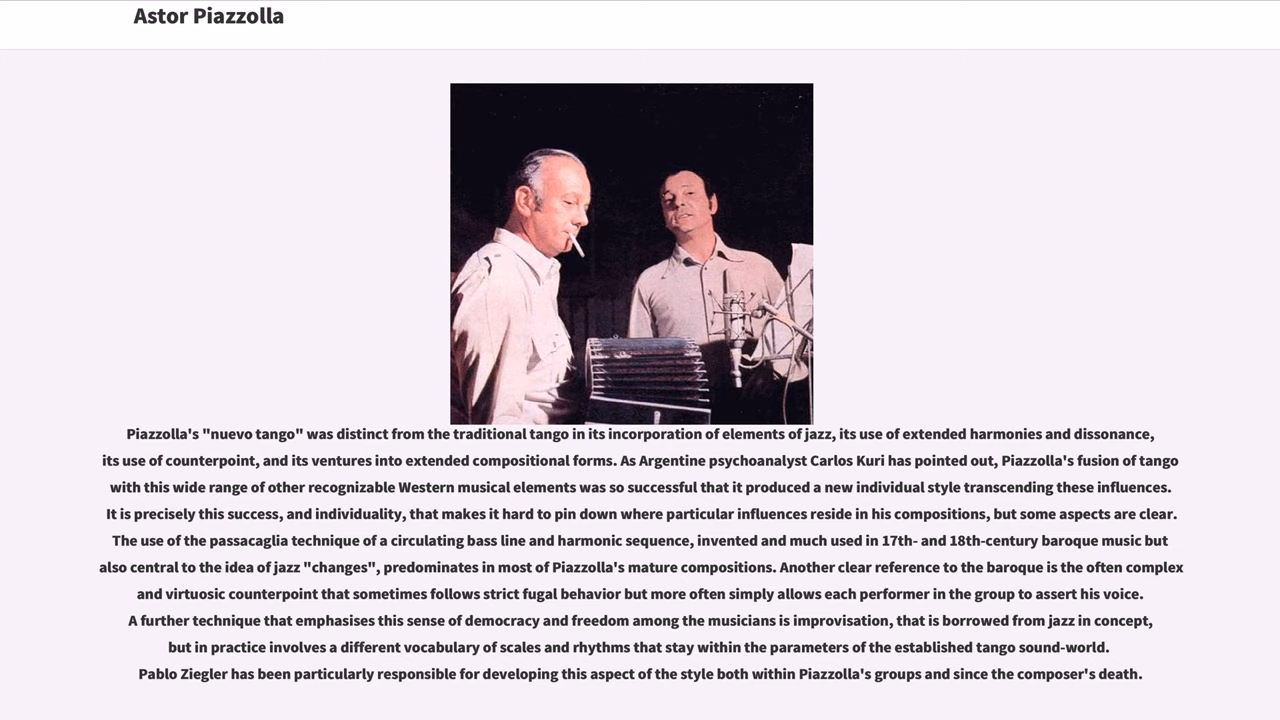 Astor Piazzolla
Piazzolla's "nuevo tango" was distinct from the traditional tango in its incorporation of elements of jazz, its use of extended harmonies and dissonance,
its use of counterpoint, and its ventures into extended compositional forms. As Argentine psychoanalyst Carlos Kuri has pointed out, Piazzolla's fusion of tango
with this wide range of other recognizable Western musical elements was so successful that it produced a new individual style transcending these influences.
It is precisely this success, and individuality, that makes it hard to pin down where particular influences reside in his compositions, but some aspects are clear.
The use of the passacaglia technique of a circulating bass line and harmonic sequence, invented and much used in 17th- and 18th-century baroque music but
also central to the idea of jazz "changes", predominates in most of Piazzolla's mature compositions. Another clear reference to the baroque is the often complex
and virtuosic counterpoint that sometimes follows strict fugal behavior but more often simply allows each performer in the group to assert his voice.
A further technique that emphasises this sense of democracy and freedom among the musicians is improvisation, that is borrowed from jazz in concept,
but in practice involves a different vocabulary of scales and rhythms that stay within the parameters of the established tango sound-world.
Pablo Ziegler has been particularly responsible for developing this aspect of the style both within Piazzolla's groups and since the composer's death.